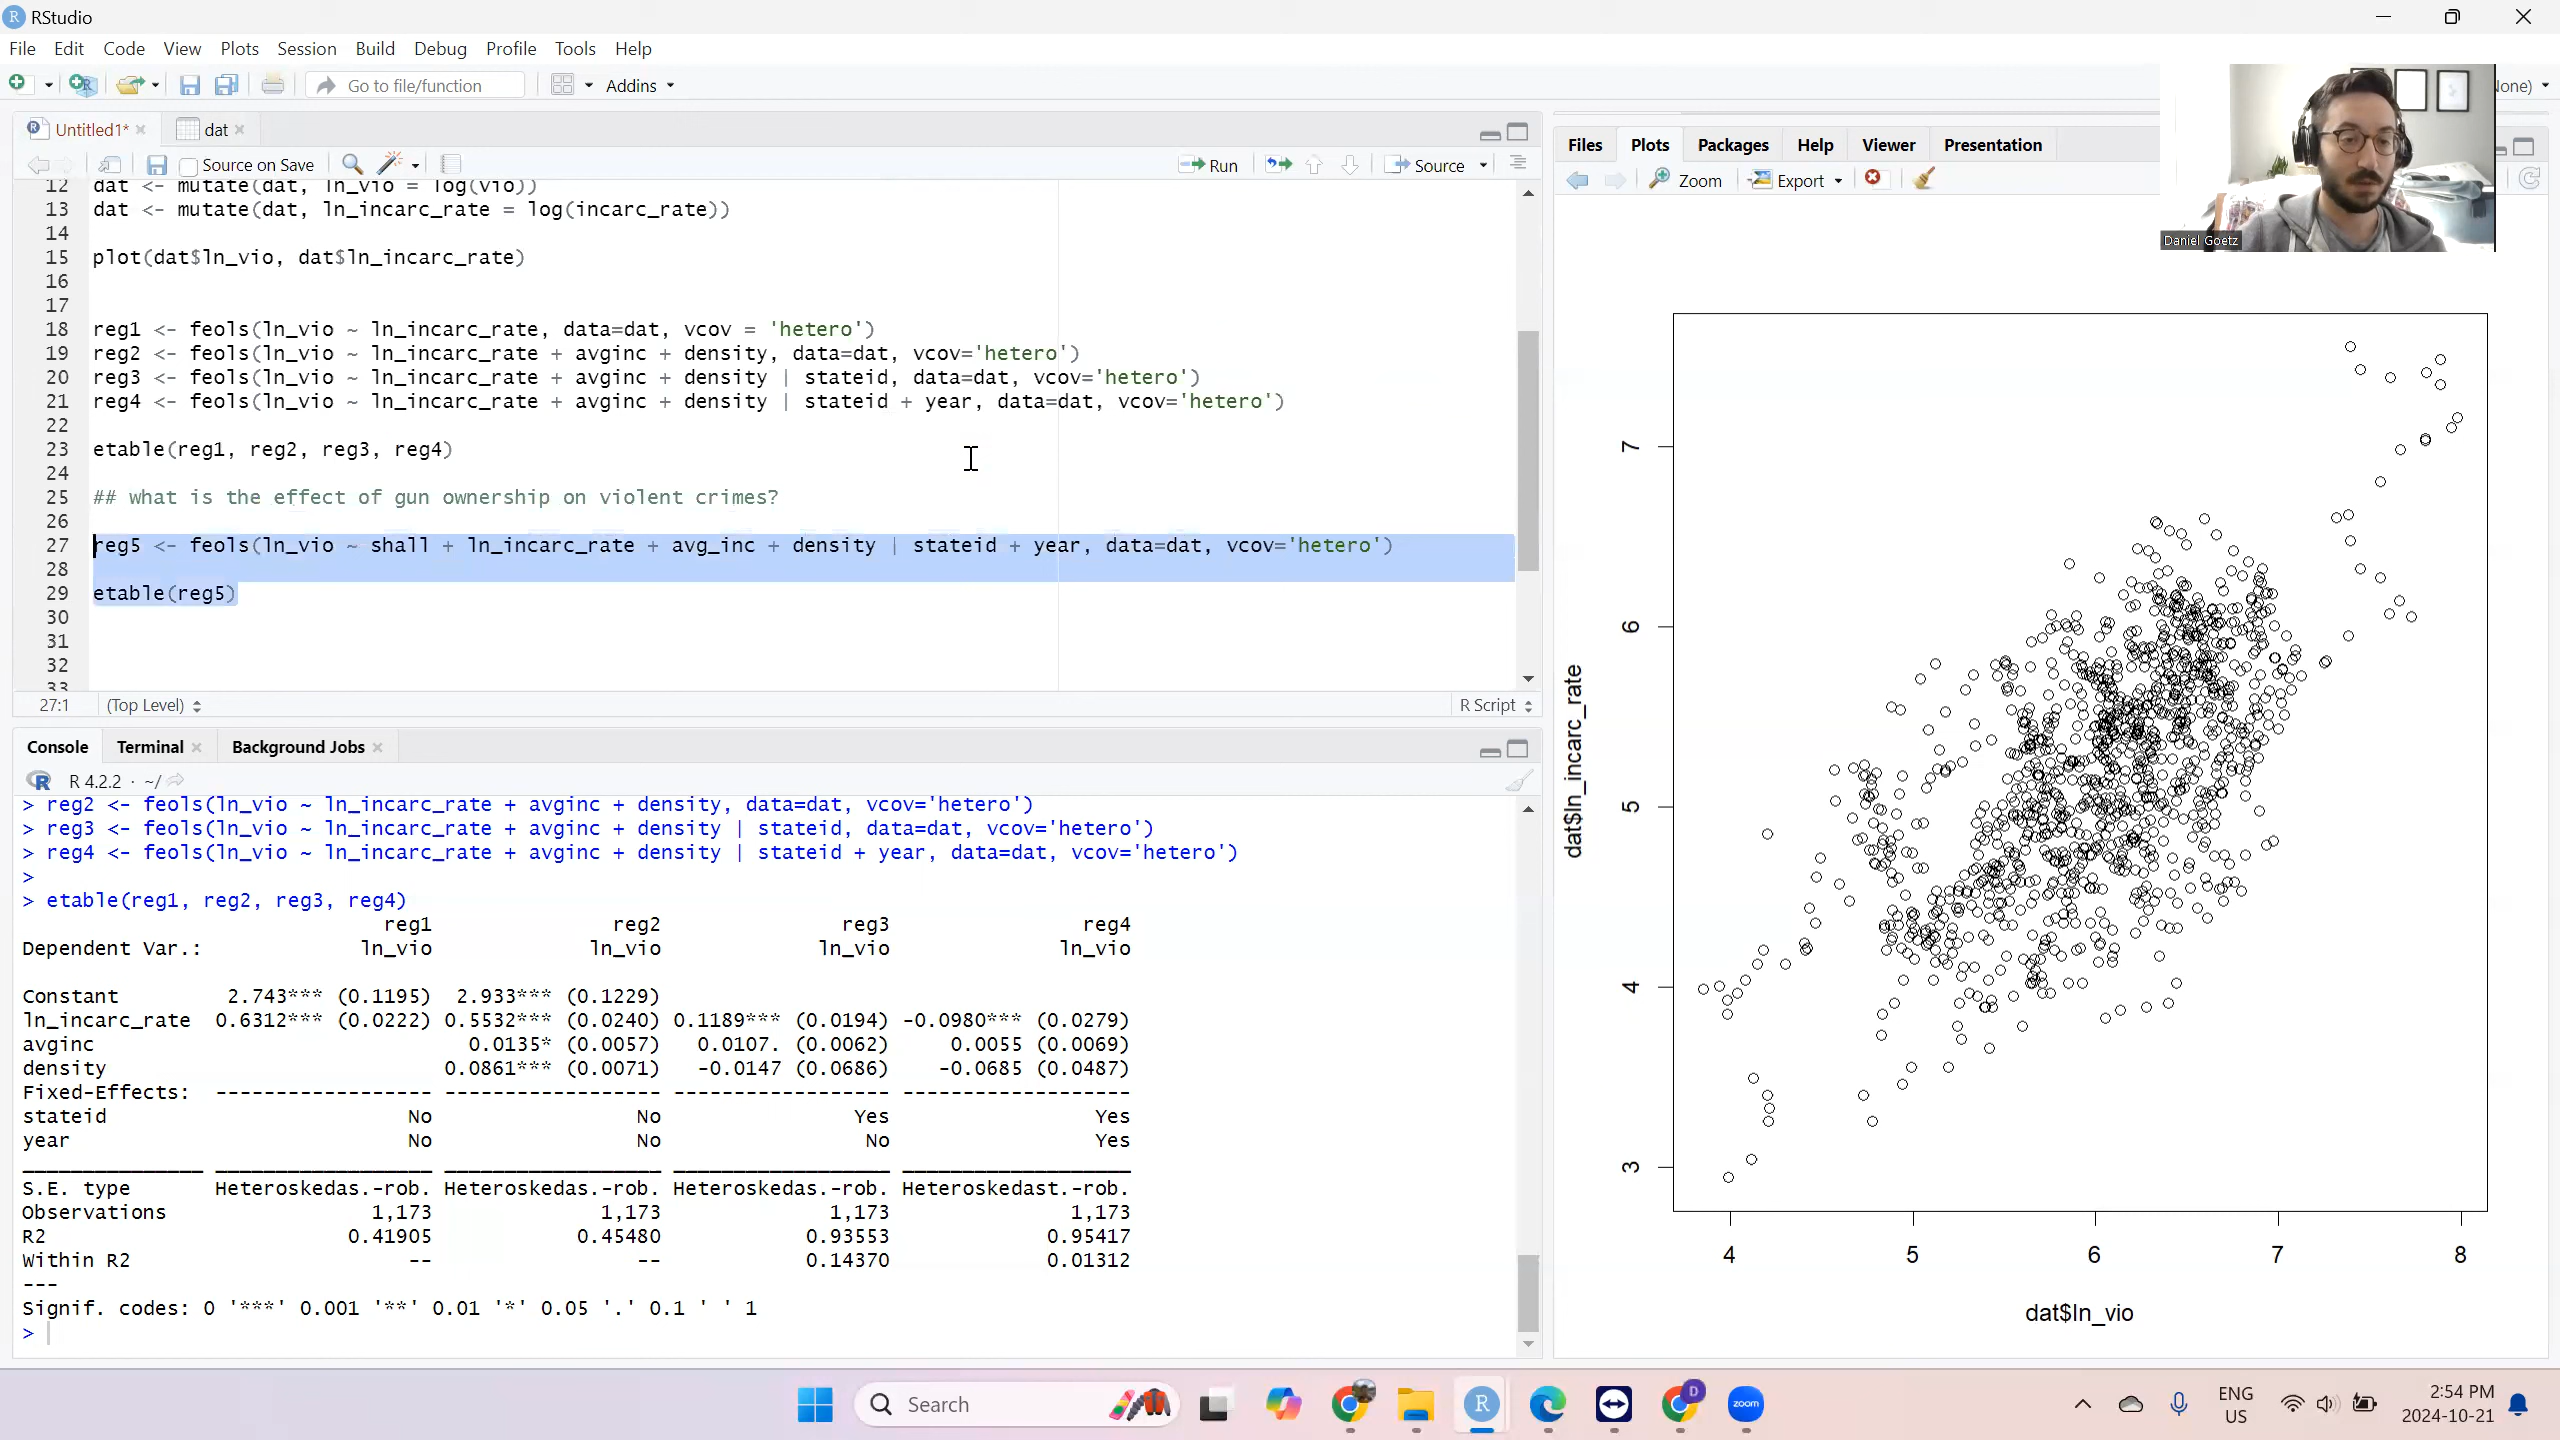 RStudio
File Edit Code View Plots Session Build Debug Profile Tools Help
Go to file/function Addins
Untitled1* dat
Source on Save Run Source
12 dat <- mutate(dat, ln_vio = log(vio))
13 dat <- mutate(dat, ln_incarc_rate = log(incarc_rate))
14
15 plot(dat$ln_vio, dat$ln_incarc_rate)
16
17
18 reg1 <- feols(ln_vio ~ ln_incarc_rate, data=dat, vcov = 'hetero')
19 reg2 <- feols(ln_vio ~ ln_incarc_rate + avginc + density, data=dat, vcov='hetero')
20 reg3 <- feols(ln_vio ~ ln_incarc_rate + avginc + density | stateid, data=dat, vcov='hetero')
21 reg4 <- feols(ln_vio ~ ln_incarc_rate + avginc + density | stateid + year, data=dat, vcov='hetero')
22
23 etable(reg1, reg2, reg3, reg4)
24
25 ## what is the effect of gun ownership on violent crimes?
26
27 reg5 <- feols(ln_vio ~ shall + ln_incarc_rate + avg_inc + density | stateid + year, data=dat, vcov='hetero')
28
29 etable(reg5)
30
31
32
33
27:1 (Top Level) R Script
Console Terminal Background Jobs
R 4.2.2 · ~/
> reg2 <- feols(ln_vio ~ ln_incarc_rate + avginc + density, data=dat, vcov='hetero')
> reg3 <- feols(ln_vio ~ ln_incarc_rate + avginc + density | stateid, data=dat, vcov='hetero')
> reg4 <- feols(ln_vio ~ ln_incarc_rate + avginc + density | stateid + year, data=dat, vcov='hetero')
>
> etable(reg1, reg2, reg3, reg4)
reg1 reg2 reg3 reg4
Dependent Var.: ln_vio ln_vio ln_vio ln_vio
Constant 2.743*** (0.1195) 2.933*** (0.1229)
ln_incarc_rate 0.6312*** (0.0222) 0.5532*** (0.0240) 0.1189*** (0.0194) -0.0980*** (0.0279)
avginc 0.0135* (0.0057) 0.0107. (0.0062) 0.0055 (0.0069)
density 0.0861*** (0.0071) -0.0147 (0.0686) -0.0685 (0.0487)
Fixed-Effects: ------------------ ------------------ ------------------ -------------------
stateid No No Yes Yes
year No No No Yes
_______________ __________________ __________________ __________________ ___________________
S.E. type Heteroskedas.-rob. Heteroskedas.-rob. Heteroskedas.-rob. Heteroskedast.-rob.
Observations 1,173 1,173 1,173 1,173
R2 0.41905 0.45480 0.93553 0.95417
Within R2 -- -- 0.14370 0.01312
---
Signif. codes: 0 '***' 0.001 '**' 0.01 '*' 0.05 '.' 0.1 ' ' 1
>
None)
Daniel Goetz
Files Plots Packages Help Viewer Presentation
Zoom Export
dat$ln_incarc_rate
7
6
5
4
3
4 5 6 7 8
dat$ln_vio
Search
zoom
D
ENG
US
2:54 PM
2024-10-21